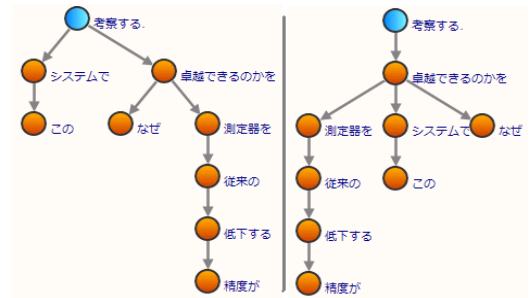 考察する.
システムで
卓越できるのかを
この
なぜ
測定器を
従来の
低下する
精度が
考察する.
卓越できるのかを
測定器を
システムで
なぜ
従来の
この
低下する
精度が